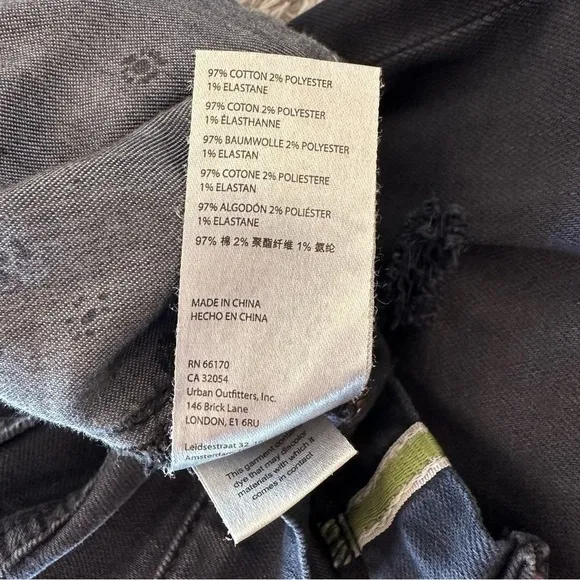 97% COTTON 2% POLYESTER
1% ELASTANE
97% COTON 2% POLYESTER
1% ÉLASTHANNE
97% BAUMWOLLE 2% POLYESTER
1% ELASTAN
97% COTONE 2% POLIESTERE
1% ELASTAN
97% ALGODÓN 2% POLIÉSTER
1% ELASTANE
97% 棉 2% 聚酯纤维 1% 氨纶
MADE IN CHINA
HECHO EN CHINA
RN 66170
CA 32054
Urban Outfitters, Inc.
146 Brick Lane
LONDON, E1 6RU
Leidsestraat 32
Amsterdam
This garment
dye that may
materials with which it
comes in contact